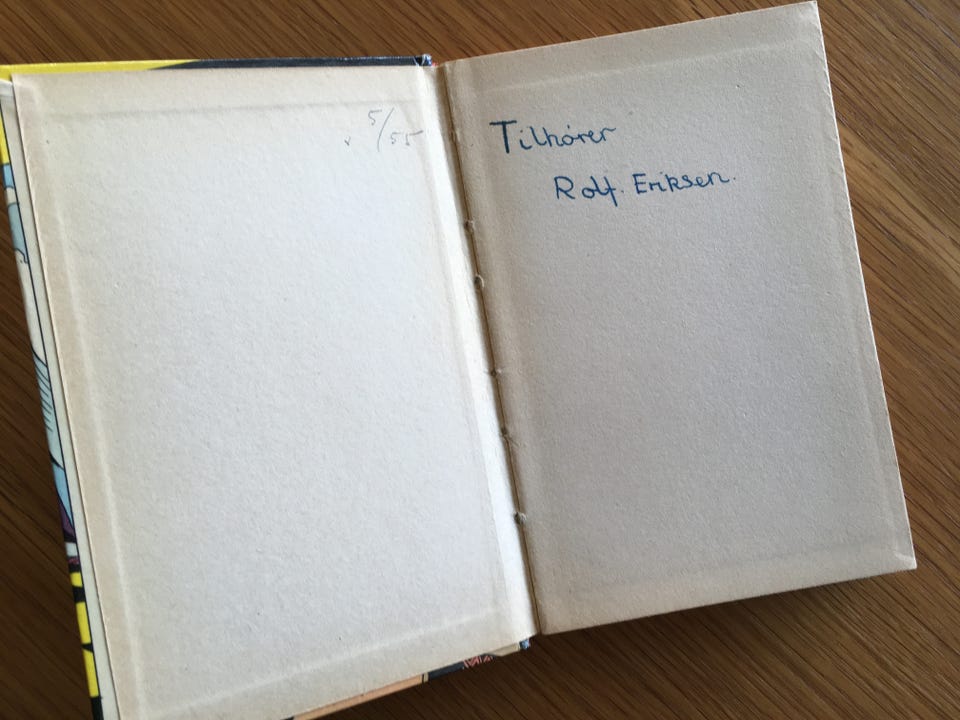 5/55
Tilhører
Rolf. Eriksen.